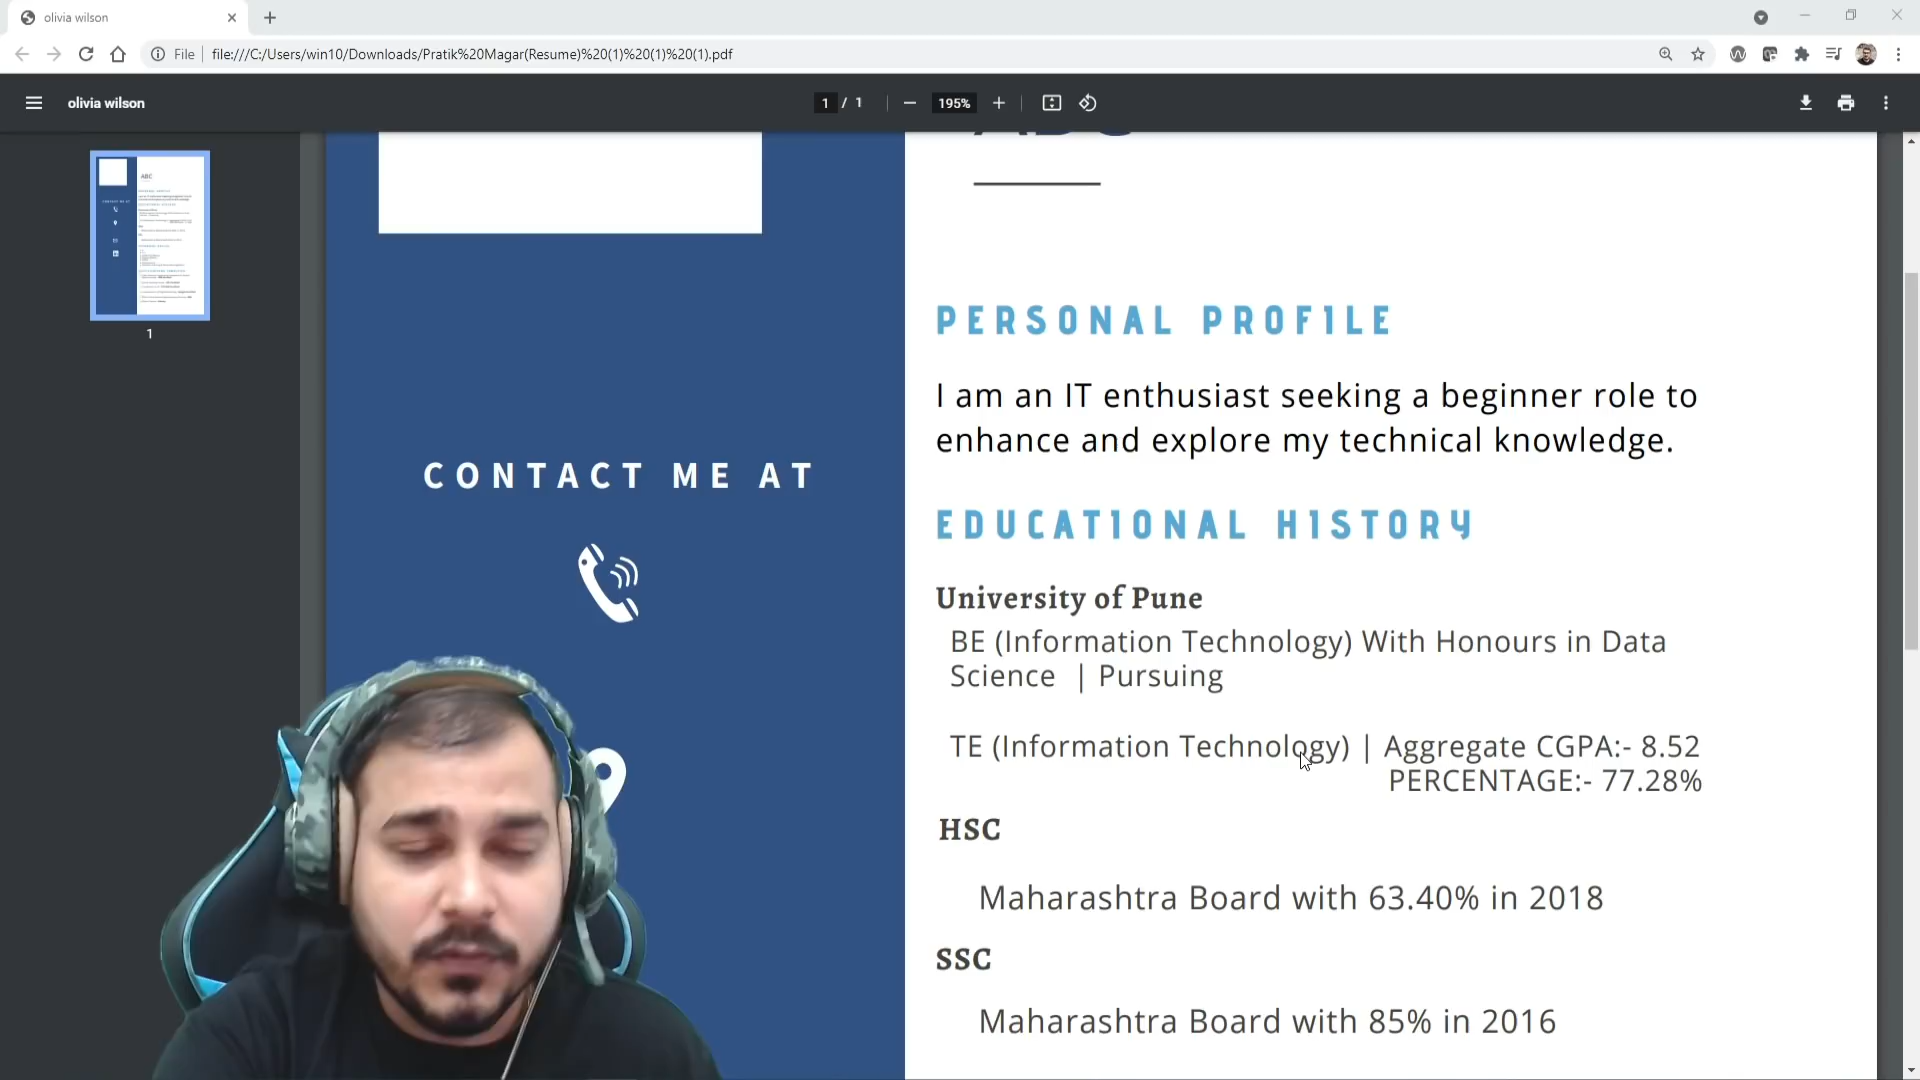 olivia wilson
File
file:///C:/Users/win10/Downloads/Pratik%20Magar(Resume)%20(1)%20(1)%20(1).pdf
olivia wilson
1 / 1
195%
1
CONTACT ME AT
PERSONAL PROFILE
I am an IT enthusiast seeking a beginner role to
enhance and explore my technical knowledge.
EDUCATIONAL HISTORY
University of Pune
BE (Information Technology) With Honours in Data
Science | Pursuing
TE (Information Technology) | Aggregate CGPA:- 8.52
PERCENTAGE:- 77.28%
HSC
Maharashtra Board with 63.40% in 2018
SSC
Maharashtra Board with 85% in 2016